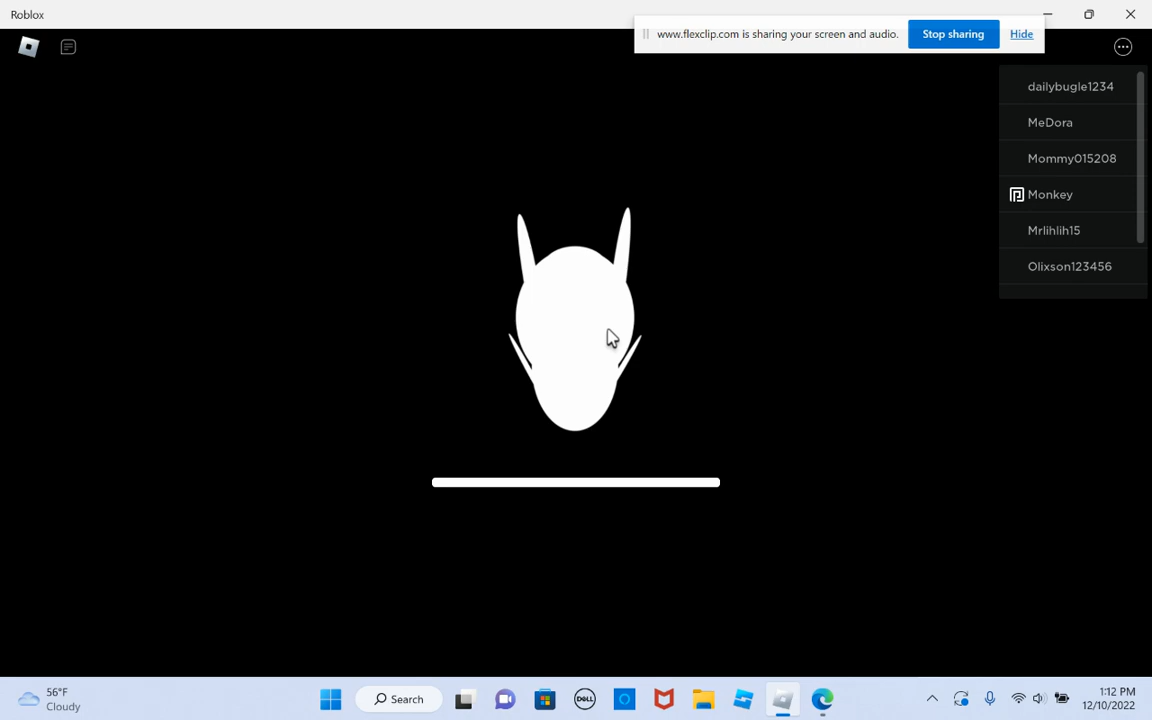 Roblox
www.flexclip.com is sharing your screen and audio. Stop sharing Hide
dailybugle1234
MeDora
Mommy015208
Monkey
Mrlihlih15
Olixson123456
56°F
Cloudy
Search
DELL
1:12 PM
12/10/2022